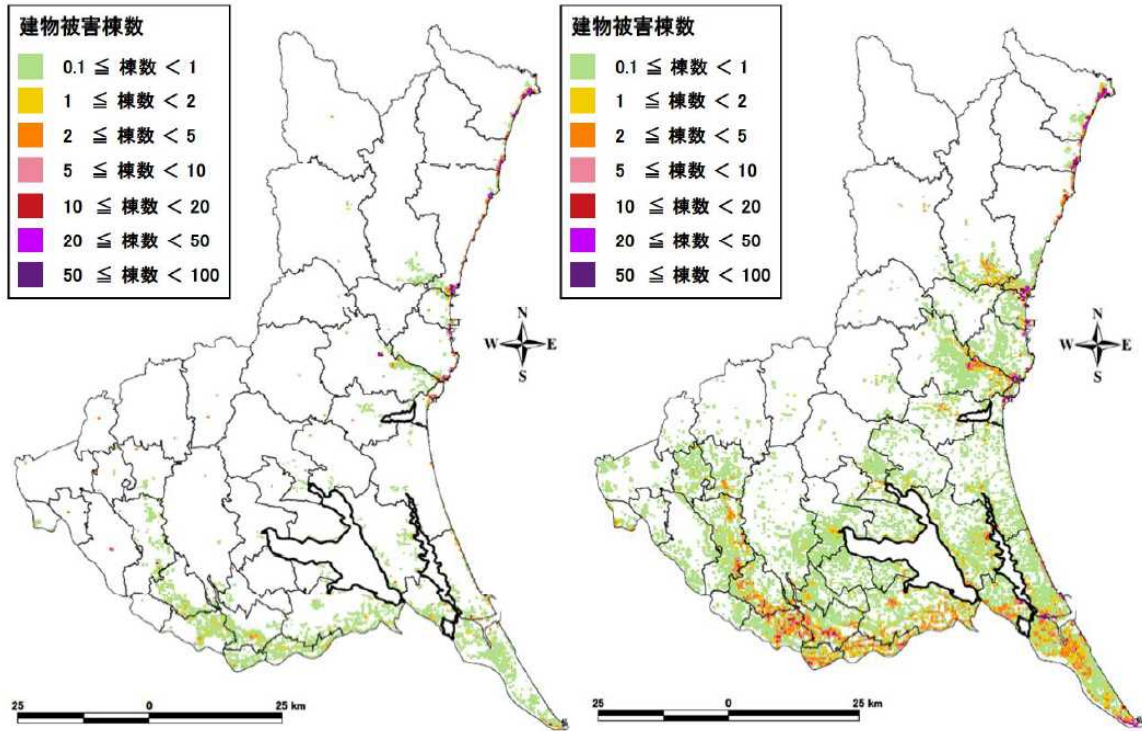 建物被害棟数
0.1 ≦ 棟数 < 1
1 ≦ 棟数 < 2
2 ≦ 棟数 < 5
5 ≦ 棟数 < 10
10 ≦ 棟数 < 20
20 ≦ 棟数 < 50
50 ≦ 棟数 < 100
N
W E
S
25 0 25 km
建物被害棟数
0.1 ≦ 棟数 < 1
1 ≦ 棟数 < 2
2 ≦ 棟数 < 5
5 ≦ 棟数 < 10
10 ≦ 棟数 < 20
20 ≦ 棟数 < 50
50 ≦ 棟数 < 100
N
W E
S
25 0 25 km